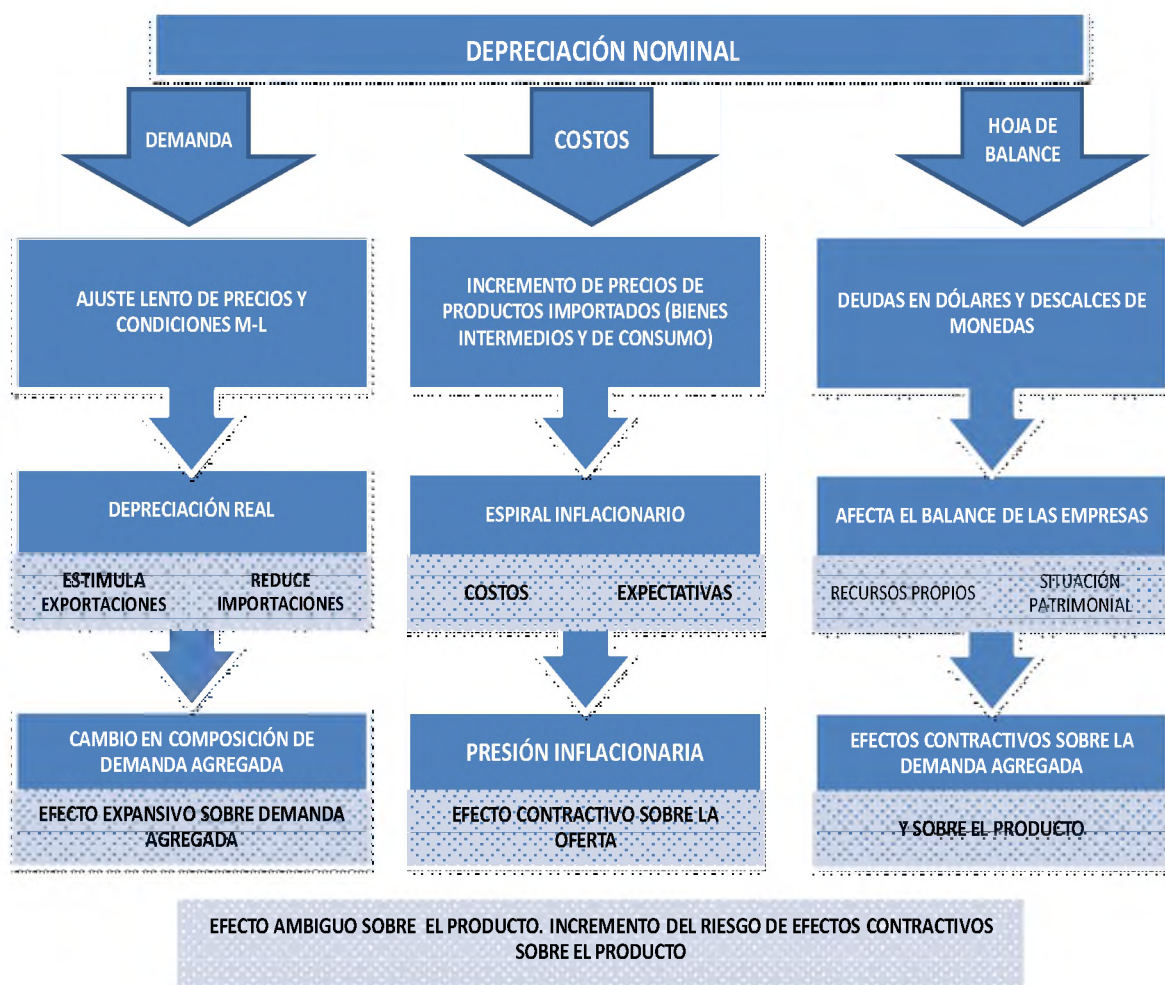 DEPRECIACIÓN NOMINAL
DEMANDA
COSTOS
HOJA DE
BALANCE
AJUSTE LENTO DE PRECIOS Y
CONDICIONES M-L
INCREMENTO DE PRECIOS DE
PRODUCTOS IMPORTADOS (BIENES
INTERMEDIOS Y DE CONSUMO)
DEUDAS EN DÓLARES Y DESCALCES DE
MONEDAS
DEPRECIACIÓN REAL
ESTIMULA
EXPORTACIONES
REDUCE
IMPORTACIONES
ESPIRAL INFLACIONARIO
COSTOS
EXPECTATIVAS
AFECTA EL BALANCE DE LAS EMPRESAS
RECURSOS PROPIOS
SITUACIÓN
PATRIMONIAL
CAMBIO EN COMPOSICIÓN DE
DEMANDA AGREGADA
EFECTO EXPANSIVO SOBRE DEMANDA
AGREGADA
PRESIÓN INFLACIONARIA
EFECTO CONTRACTIVO SOBRE LA
OFERTA
EFECTOS CONTRACTIVOS SOBRE LA
DEMANDA AGREGADA
Y SOBRE EL PRODUCTO
EFECTO AMBIGUO SOBRE EL PRODUCTO. INCREMENTO DEL RIESGO DE EFECTOS CONTRACTIVOS
SOBRE EL PRODUCTO